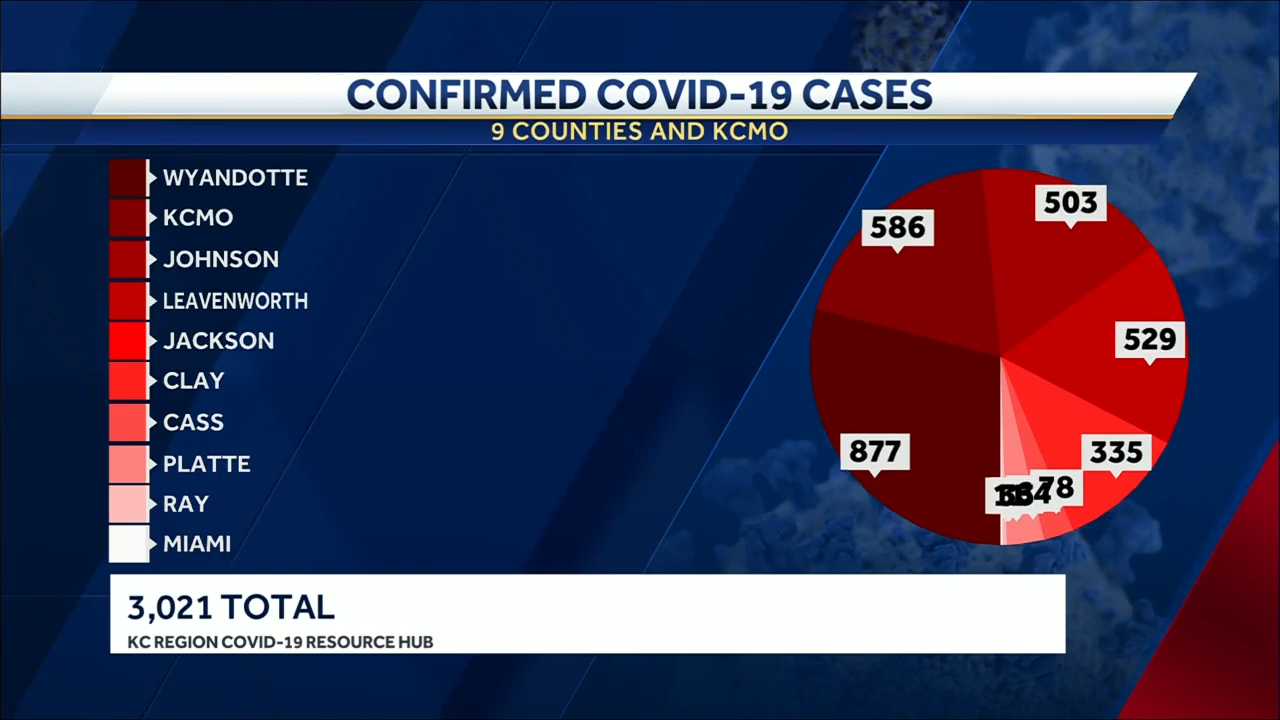 CONFIRMED COVID-19 CASES
9 COUNTIES AND KCMO
WYANDOTTE
KCMO
JOHNSON
LEAVENWORTH
JACKSON
CLAY
CASS
PLATTE
RAY
MIAMI
503
586
529
335
877
78
3,021 TOTAL
KC REGION COVID-19 RESOURCE HUB